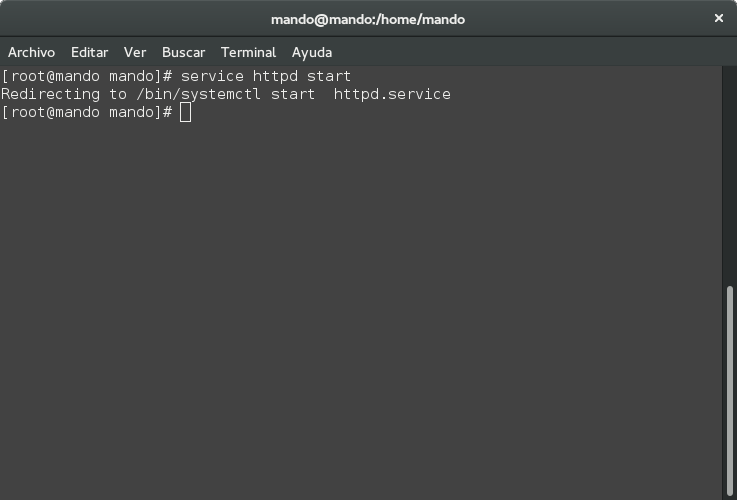 mando@mando:/home/mando
×
Archivo Editar Ver Buscar Terminal Ayuda
[root@mando mando]# service httpd start
Redirecting to /bin/systemctl start  httpd.service
[root@mando mando]#